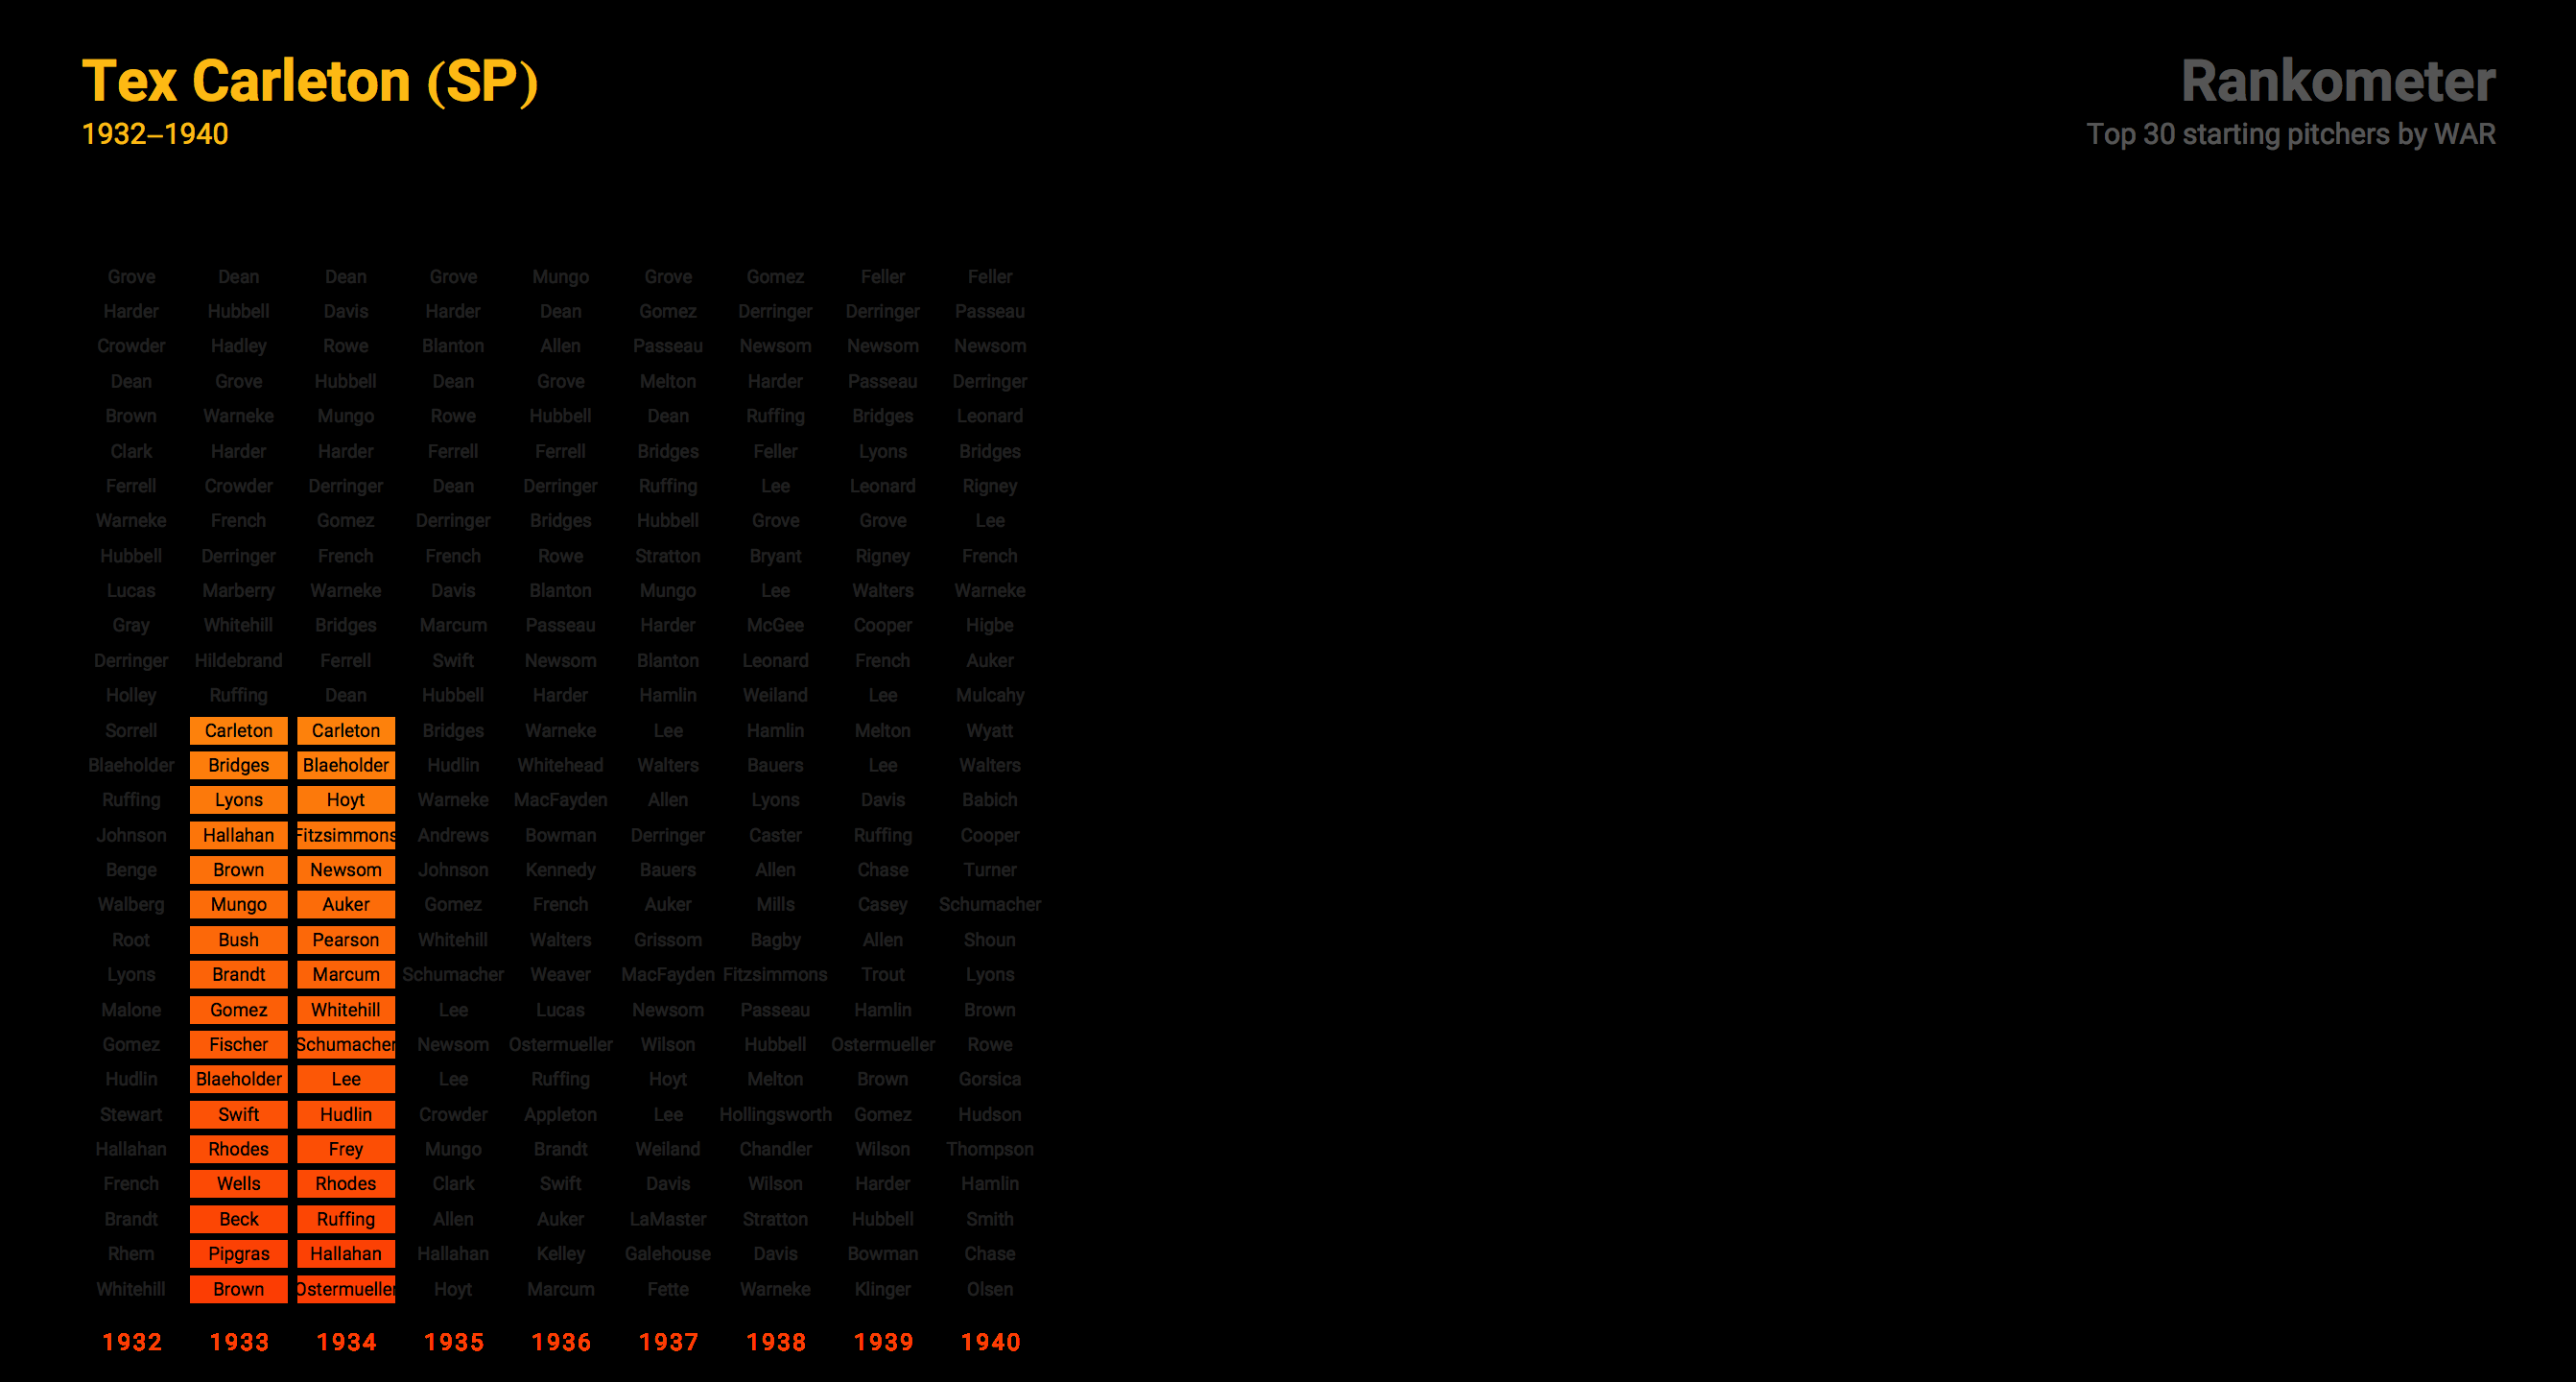 Tex Carleton (SP)
1932–1940
Rankometer
Top 30 starting pitchers by WAR
Grove Dean Dean Grove Mungo Grove Gomez Feller Feller
Harder Hubbell Davis Harder Dean Gomez Derringer Derringer Passeau
Crowder Hadley Rowe Blanton Allen Passeau Newsom Newsom Newsom
Dean Grove Hubbell Dean Grove Melton Harder Passeau Derringer
Brown Warneke Mungo Rowe Hubbell Dean Ruffing Bridges Leonard
Clark Harder Harder Ferrell Ferrell Bridges Feller Lyons Bridges
Ferrell Crowder Derringer Dean Derringer Ruffing Lee Leonard Rigney
Warneke French Gomez Derringer Bridges Hubbell Grove Grove Lee
Hubbell Derringer French French Rowe Stratton Bryant Rigney French
Lucas Marberry Warneke Davis Blanton Mungo Lee Walters Warneke
Gray Whitehill Bridges Marcum Passeau Harder McGee Cooper Higbe
Derringer Hildebrand Ferrell Swift Newsom Blanton Leonard French Auker
Holley Ruffing Dean Hubbell Harder Hamlin Weiland Lee Mulcahy
Sorrell Carleton Carleton Bridges Warneke Lee Hamlin Melton Wyatt
Blaeholder Bridges Blaeholder Hudlin Whitehead Walters Bauers Lee Walters
Ruffing Lyons Hoyt Warneke MacFayden Allen Lyons Davis Babich
Johnson Hallahan Fitzsimmons Andrews Bowman Derringer Caster Ruffing Cooper
Benge Brown Newsom Johnson Kennedy Bauers Allen Chase Turner
Walberg Mungo Auker Gomez French Auker Mills Casey Schumacher
Root Bush Pearson Whitehill Walters Grissom Bagby Allen Shoun
Lyons Brandt Marcum Schumacher Weaver MacFayden Fitzsimmons Trout Lyons
Malone Gomez Whitehill Lee Lucas Newsom Passeau Hamlin Brown
Gomez Fischer Schumacher Newsom Ostermueller Wilson Hubbell Ostermueller Rowe
Hudlin Blaeholder Lee Lee Ruffing Hoyt Melton Brown Gorsica
Stewart Swift Hudlin Crowder Appleton Lee Hollingsworth Gomez Hudson
Hallahan Rhodes Frey Mungo Brandt Weiland Chandler Wilson Thompson
French Wells Rhodes Clark Swift Davis Wilson Harder Hamlin
Brandt Beck Ruffing Allen Auker LaMaster Stratton Hubbell Smith
Rhem Pipgras Hallahan Hallahan Kelley Galehouse Davis Bowman Chase
Whitehill Brown Ostermueller Hoyt Marcum Fette Warneke Klinger Olsen
1932 1933 1934 1935 1936 1937 1938 1939 1940